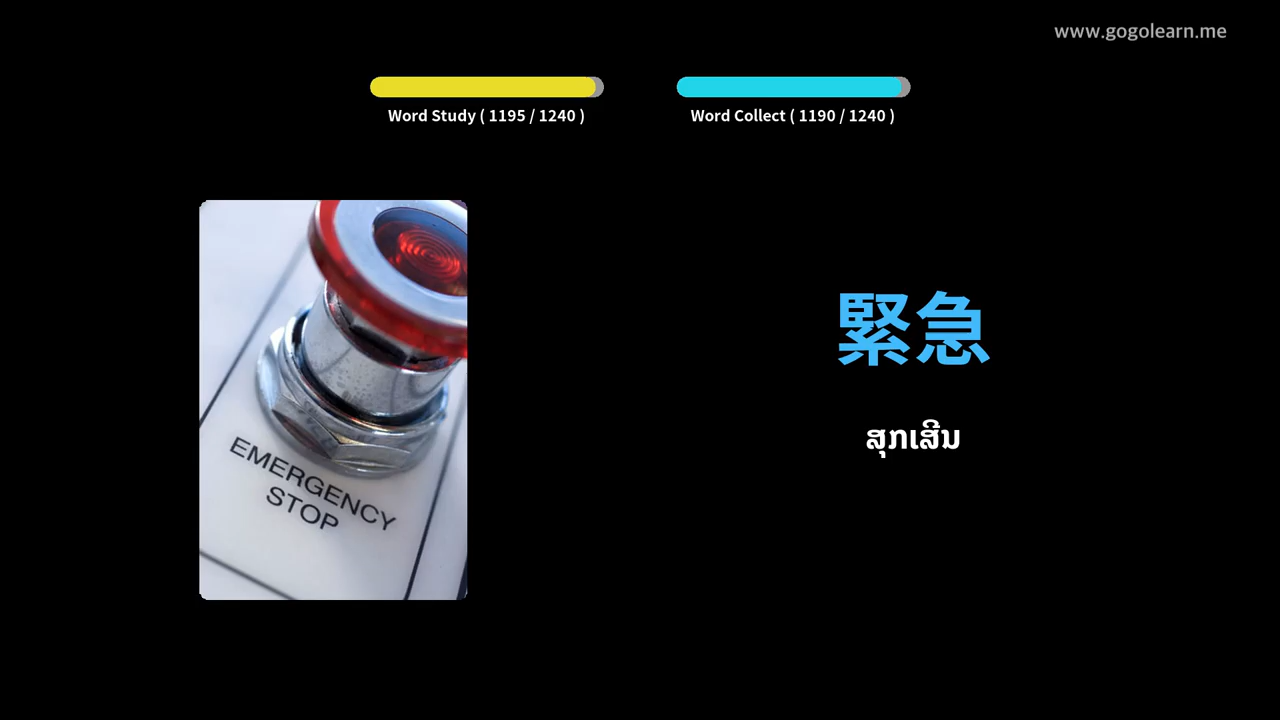 www.gogolearn.me
Word Study ( 1195 / 1240 )
Word Collect ( 1190 / 1240 )
緊急
ສຸກເສີນ
EMERGENCY
STOP